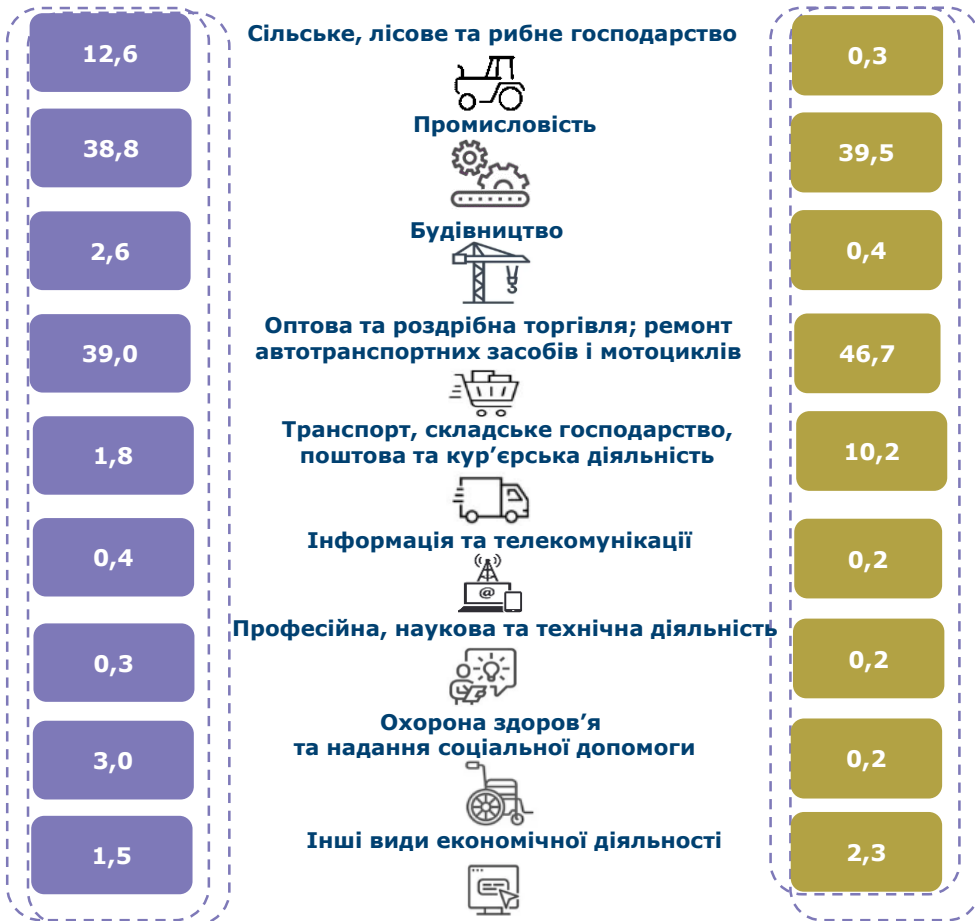 Сільське, лісове та рибне господарство
12,6
0,3
Промисловість
38,8
39,5
Будівництво
2,6
0,4
Оптова та роздрібна торгівля; ремонт
автотранспортних засобів і мотоциклів
39,0
46,7
Транспорт, складське господарство,
поштова та кур’єрська діяльність
1,8
10,2
Інформація та телекомунікації
0,4
0,2
@
Професійна, наукова та технічна діяльність
0,3
0,2
Охорона здоров’я
та надання соціальної допомоги
3,0
0,2
Інші види економічної діяльності
1,5
2,3